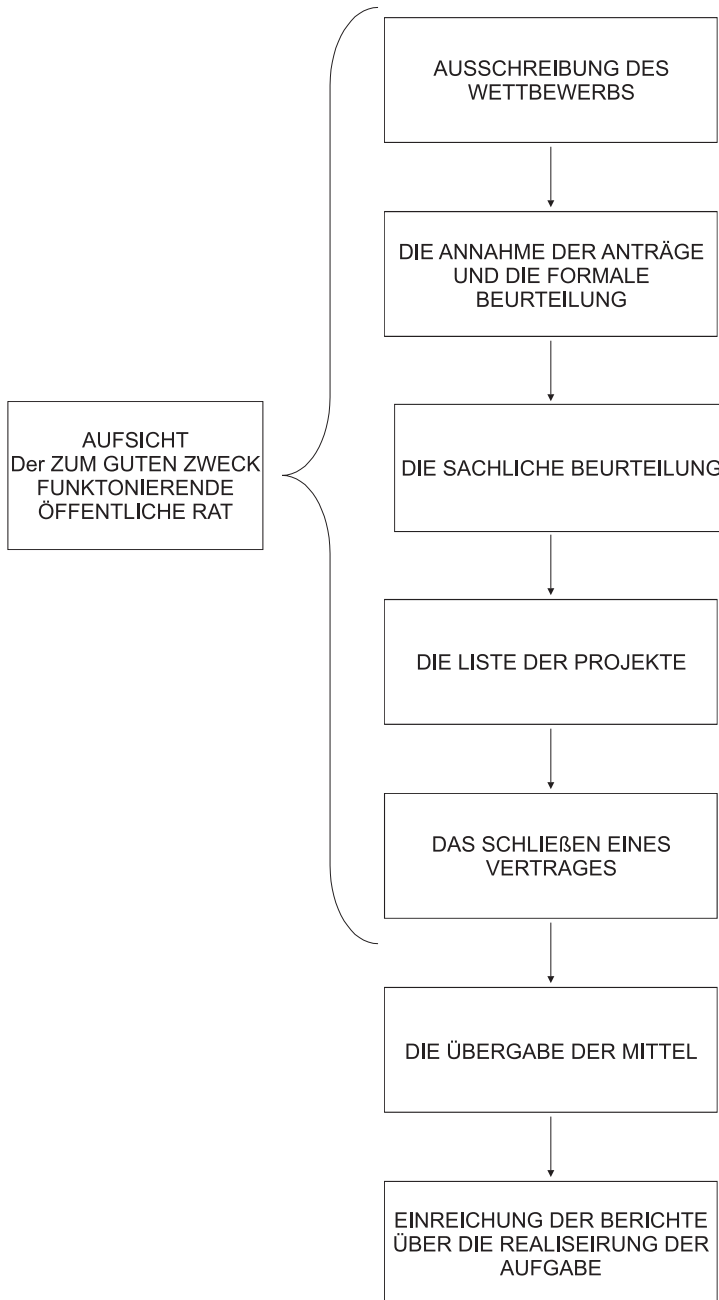 AUSSCHREIBUNG DES
WETTBEWERBS
DIE ANNAHME DER ANTRÄGE
UND DIE FORMALE
BEURTEILUNG
AUFSICHT
Der ZUM GUTEN ZWECK
FUNKTONIERENDE
ÖFFENTLICHE RAT
DIE SACHLICHE BEURTEILUNG
DIE LISTE DER PROJEKTE
DAS SCHLIEßEN EINES
VERTRAGES
DIE ÜBERGABE DER MITTEL
EINREICHUNG DER BERICHTE
ÜBER DIE REALISEIRUNG DER
AUFGABE